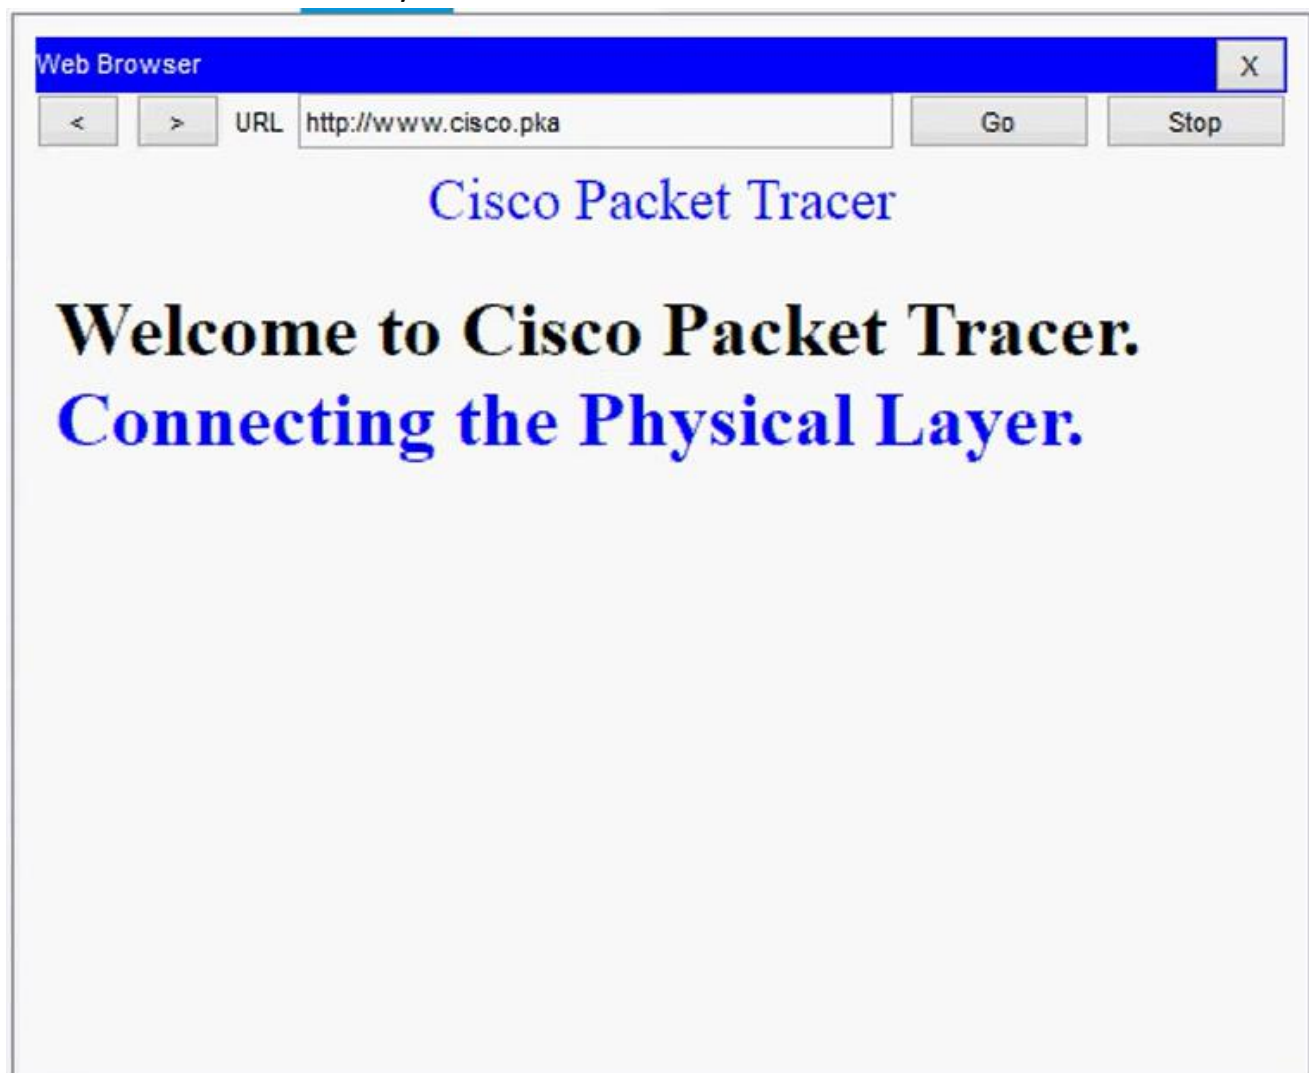 Web Browser X
< > URL http://www.cisco.pka Go Stop
Cisco Packet Tracer
Welcome to Cisco Packet Tracer.
Connecting the Physical Layer.